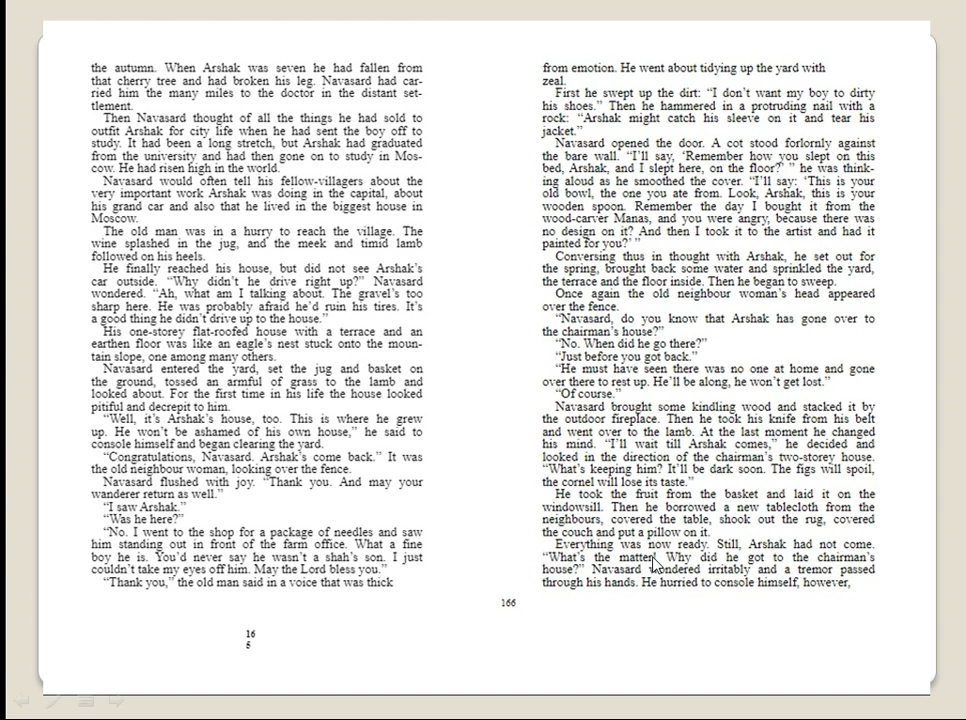 the autumn. When Arshak was seven he had fallen from
that cherry tree and had broken his leg. Navasard had car-
ried him the many miles to the doctor in the distant set-
tlement.
Then Navasard thought of all the things he had sold to
outfit Arshak for city life when he had sent the boy off to
study. It had been a long stretch, but Arshak had graduated
from the university and had then gone on to study in Mos-
cow. He had risen high in the world.
Navasard would often tell his fellow-villagers about the
very important work Arshak was doing in the capital, about
his grand car and also that he lived in the biggest house in
Moscow.
The old man was in a hurry to reach the village. The
wine splashed in the jug, and the meek and timid lamb
followed on his heels.
He finally reached his house, but did not see Arshak's
car outside. “Why didn't he drive right up?” Navasard
wondered. “Ah, what am I talking about. The gravel's too
sharp here. He was probably afraid he'd ruin his tires. It's
a good thing he didn't drive up to the house.”
His one-storey flat-roofed house with a terrace and an
earthen floor was like an eagle's nest stuck onto the moun-
tain slope, one among many others.
Navasard entered the yard, set the jug and basket on
the ground, tossed an armful of grass to the lamb and
looked about. For the first time in his life the house looked
pitiful and decrepit to him.
“Well, it's Arshak's house, too. This is where he grew
up. He won't be ashamed of his own house,” he said to
console himself and began clearing the yard.
“Congratulations, Navasard. Arshak's come back.” It was
the old neighbour woman, looking over the fence.
Navasard flushed with joy. “Thank you. And may your
wanderer return as well.”
“I saw Arshak.”
“Was he here?”
“No. I went to the shop for a package of needles and saw
him standing out in front of the farm office. What a fine
boy he is. You'd never say he wasn't a shah's son. I just
couldn't take my eyes off him. May the Lord bless you.”
“Thank you,” the old man said in a voice that was thick
16
5
from emotion. He went about tidying up the yard with
zeal.
First he swept up the dirt: “I don't want my boy to dirty
his shoes.” Then he hammered in a protruding nail with a
rock: “Arshak might catch his sleeve on it and tear his
jacket.”
Navasard opened the door. A cot stood forlornly against
the bare wall. “I'll say, ‘Remember how you slept on this
bed, Arshak, and I slept here, on the floor?’ ” he was think-
ing aloud as he smoothed the cover. “I'll say: ‘This is your
old bowl, the one you ate from. Look, Arshak, this is your
wooden spoon. Remember the day I bought it from the
wood-carver Manas, and you were angry, because there was
no design on it? And then I took it to the artist and had it
painted for you?’ ”
Conversing thus in thought with Arshak, he set out for
the spring, brought back some water and sprinkled the yard,
the terrace and the floor inside. Then he began to sweep.
Once again the old neighbour woman's head appeared
over the fence.
“Navasard, do you know that Arshak has gone over to
the chairman's house?”
“No. When did he go there?”
“Just before you got back.”
“He must have seen there was no one at home and gone
over there to rest up. He'll be along, he won't get lost.”
“Of course.”
Navasard brought some kindling wood and stacked it by
the outdoor fireplace. Then he took his knife from his belt
and went over to the lamb. At the last moment he changed
his mind. “I'll wait till Arshak comes,” he decided and
looked in the direction of the chairman's two-storey house.
“What's keeping him? It'll be dark soon. The figs will spoil,
the cornel will lose its taste.”
He took the fruit from the basket and laid it on the
windowsill. Then he borrowed a new tablecloth from the
neighbours, covered the table, shook out the rug, covered
the couch and put a pillow on it.
Everything was now ready. Still, Arshak had not come.
“What's the matter? Why did he got to the chairman's
house?” Navasard wondered irritably and a tremor passed
through his hands. He hurried to console himself, however,
166